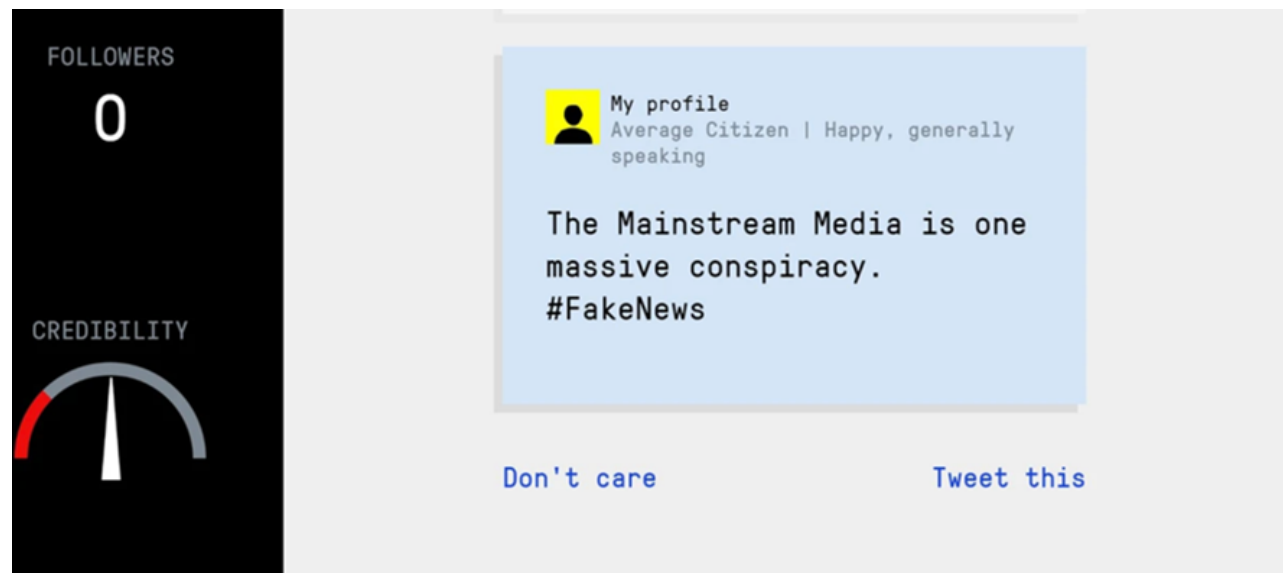 FOLLOWERS
0
CREDIBILITY
My profile
Average Citizen | Happy, generally
speaking
The Mainstream Media is one
massive conspiracy.
#FakeNews
Don't care
Tweet this